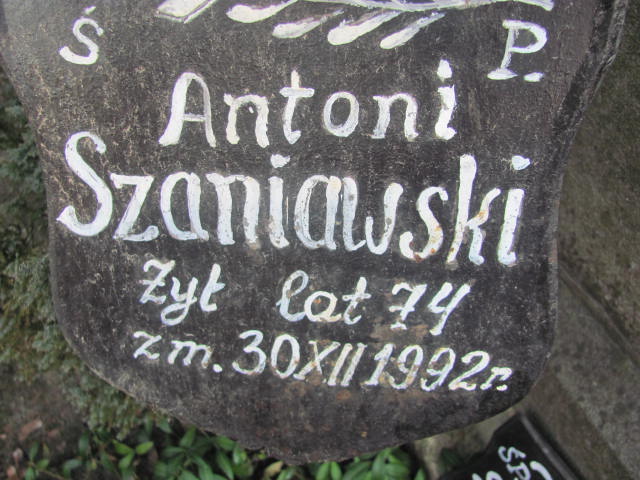 Ś P.
Antoni
Szaniawski
Żył lat 74
zm. 30 XII 1992 r.
Ś.P.